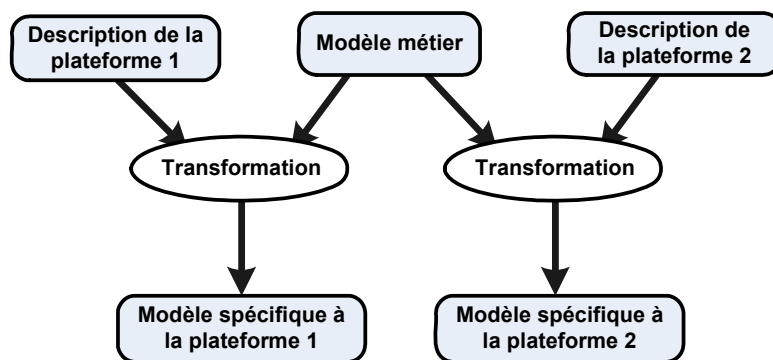 Description de la
plateforme 1
Modèle métier
Description de
la plateforme 2
Transformation
Transformation
Modèle spécifique à
la plateforme 1
Modèle spécifique à
la plateforme 2